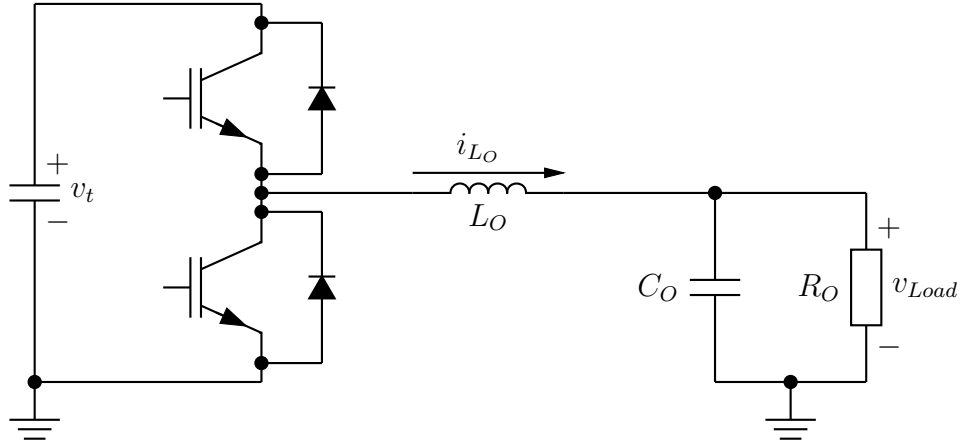 i_{L_O}
+
v_t
−
L_O
+
C_O
R_O
v_{Load}
−